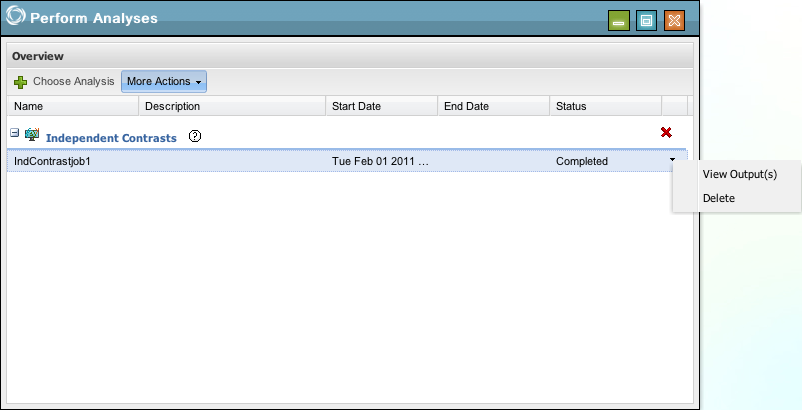 Perform Analyses
Overview
Choose Analysis More Actions
Name Description Start Date End Date Status
Independent Contrasts ?
IndContrastjob1 Tue Feb 01 2011 ... Completed
View Output(s)
Delete